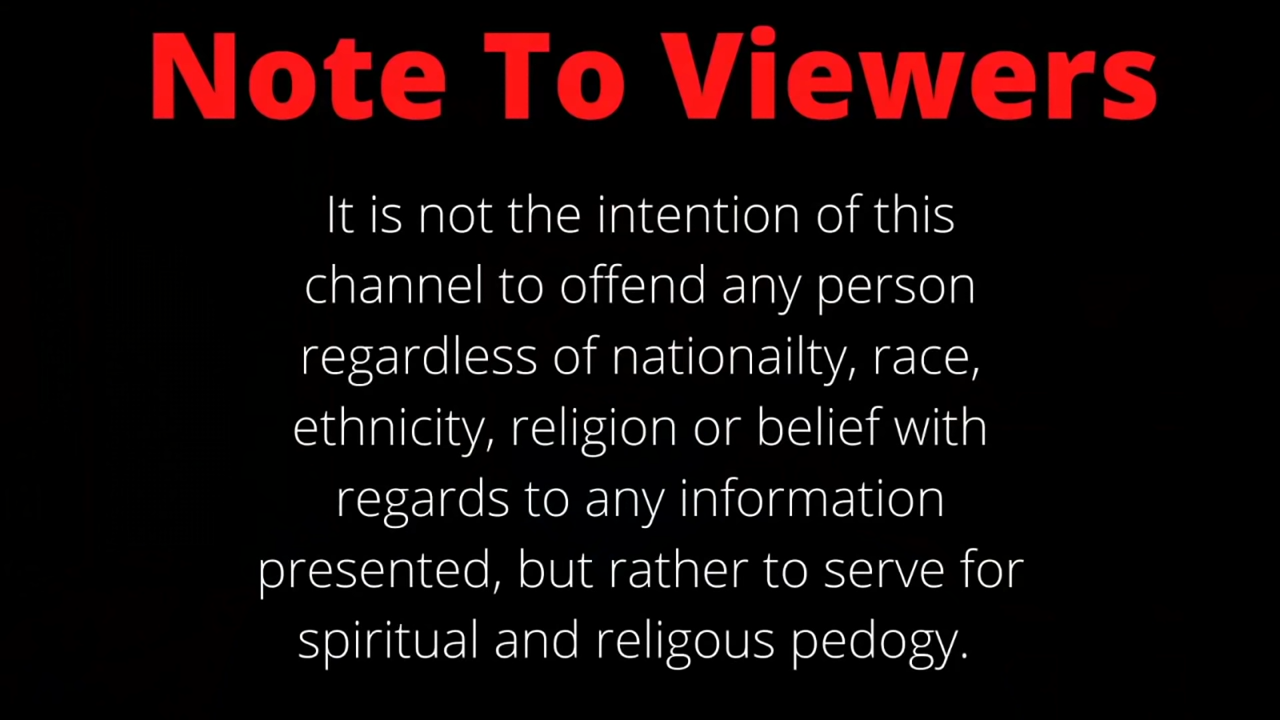 Note To Viewers
It is not the intention of this
channel to offend any person
regardless of nationailty, race,
ethnicity, religion or belief with
regards to any information
presented, but rather to serve for
spiritual and religous pedogy.